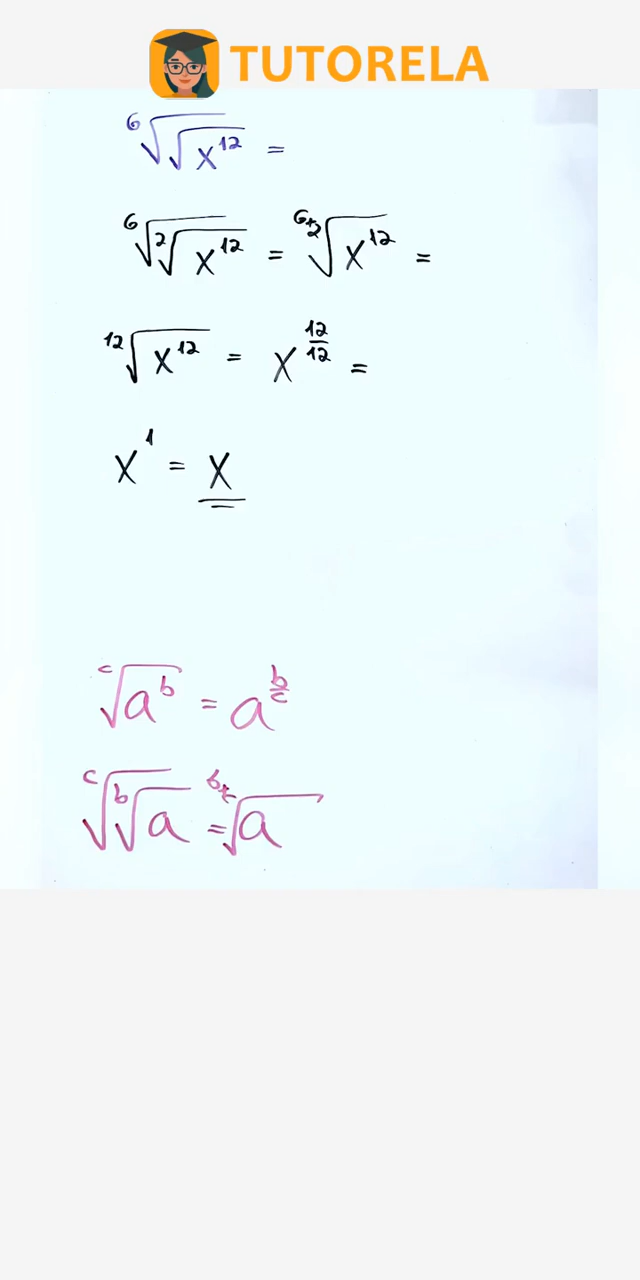 TUTORELA
⁶√√x¹² =
⁶√²√x¹² = ⁶*²√x¹² =
¹²√x¹² = x^(12/12) =
x¹ = x
ᶜ√aᵇ = a^(b/c)
ᶜ√ᵇ√a = ᵇ*ᶜ√a